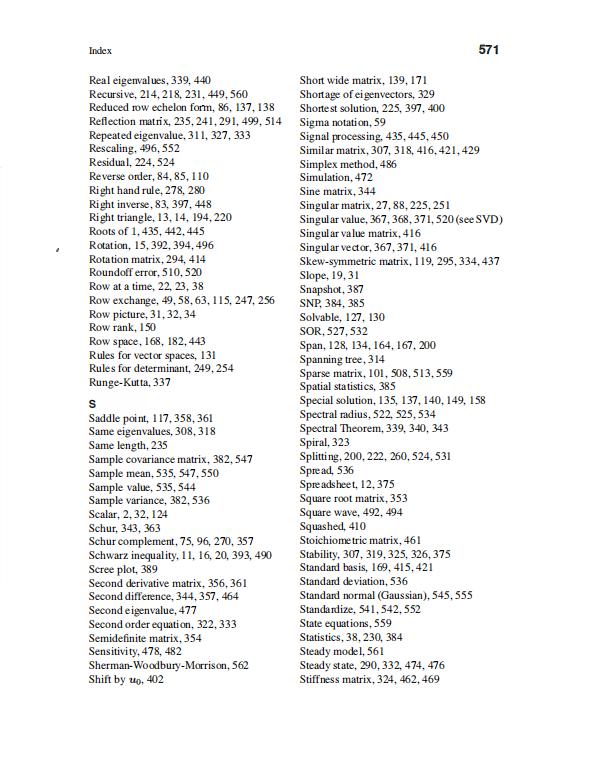 Index
571
Real eigenvalues, 339, 440
Recursive, 214, 218, 231, 449, 560
Reduced row echelon form, 86, 137, 138
Reflection matrix, 235, 241, 291, 499, 514
Repeated eigenvalue, 311, 327, 333
Rescaling, 496, 552
Residual, 224, 524
Reverse order, 84, 85, 110
Right hand rule, 278, 280
Right inverse, 83, 397, 448
Right triangle, 13, 14, 194, 220
Roots of 1, 435, 442, 445
Rotation, 15, 392, 394, 496
Rotation matrix, 294, 414
Roundoff error, 510, 520
Row at a time, 22, 23, 38
Row exchange, 49, 58, 63, 115, 247, 256
Row picture, 31, 32, 34
Row rank, 150
Row space, 168, 182, 443
Rules for vector spaces, 131
Rules for determinant, 249, 254
Runge-Kutta, 337
S
Saddle point, 117, 358, 361
Same eigenvalues, 308, 318
Same length, 235
Sample covariance matrix, 382, 547
Sample mean, 535, 547, 550
Sample value, 535, 544
Sample variance, 382, 536
Scalar, 2, 32, 124
Schur, 343, 363
Schur complement, 75, 96, 270, 357
Schwarz inequality, 11, 16, 20, 393, 490
Scree plot, 389
Second derivative matrix, 356, 361
Second difference, 344, 357, 464
Second eigenvalue, 477
Second order equation, 322, 333
Semidefinite matrix, 354
Sensitivity, 478, 482
Sherman-Woodbury-Morrison, 562
Shift by u₀, 402
Short wide matrix, 139, 171
Shortage of eigenvectors, 329
Shortest solution, 225, 397, 400
Sigma notation, 59
Signal processing, 435, 445, 450
Similar matrix, 307, 318, 416, 421, 429
Simplex method, 486
Simulation, 472
Sine matrix, 344
Singular matrix, 27, 88, 225, 251
Singular value, 367, 368, 371, 520 (see SVD)
Singular value matrix, 416
Singular vector, 367, 371, 416
Skew-symmetric matrix, 119, 295, 334, 437
Slope, 19, 31
Snapshot, 387
SNP, 384, 385
Solvable, 127, 130
SOR, 527, 532
Span, 128, 134, 164, 167, 200
Spanning tree, 314
Sparse matrix, 101, 508, 513, 559
Spatial statistics, 385
Special solution, 135, 137, 140, 149, 158
Spectral radius, 522, 525, 534
Spectral Theorem, 339, 340, 343
Spiral, 323
Splitting, 200, 222, 260, 524, 531
Spread, 536
Spreadsheet, 12, 375
Square root matrix, 353
Square wave, 492, 494
Squashed, 410
Stoichiometric matrix, 461
Stability, 307, 319, 325, 326, 375
Standard basis, 169, 415, 421
Standard deviation, 536
Standard normal (Gaussian), 545, 555
Standardize, 541, 542, 552
State equations, 559
Statistics, 38, 230, 384
Steady model, 561
Steady state, 290, 332, 474, 476
Stiffness matrix, 324, 462, 469